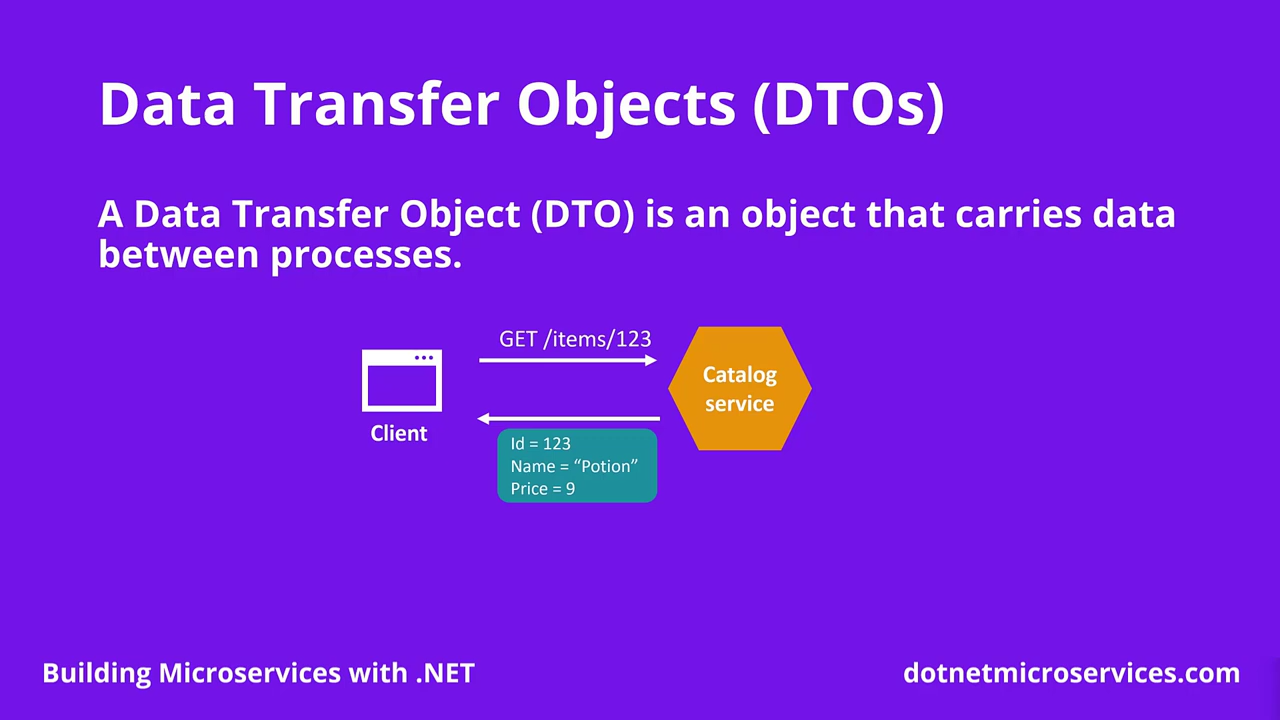 Data Transfer Objects (DTOs)
A Data Transfer Object (DTO) is an object that carries data
between processes.
GET /items/123
Catalog
service
Client
Id = 123
Name = “Potion”
Price = 9
Building Microservices with .NET
dotnetmicroservices.com